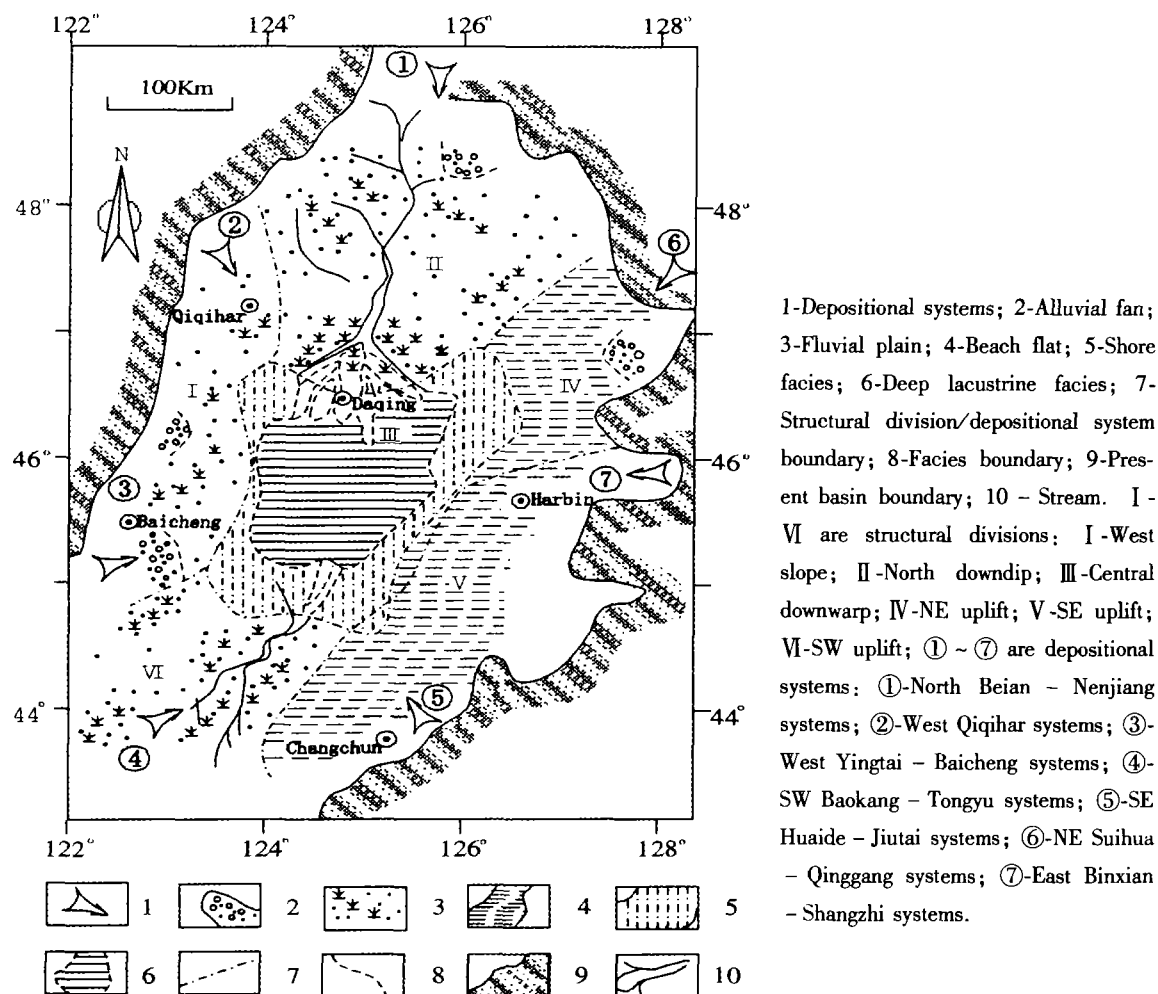 122° 124° 126° 128°
①
100Km
N
48° 48°
②
⑥
II
Qiqihar
I
IV
Daqing
III
46° 46°
③
⑦
Harbin
Baicheng
V
VI
⑤
44° 44°
Changchun
④
122° 124° 126° 128°
1 2 3 4 5
6 7 8 9 10
1-Depositional systems; 2-Alluvial fan;
3-Fluvial plain; 4-Beach flat; 5-Shore
facies; 6-Deep lacustrine facies; 7-
Structural division/depositional system
boundary; 8-Facies boundary; 9-Pres-
ent basin boundary; 10 – Stream. Ⅰ-
Ⅵ are structural divisions: Ⅰ-West
slope; Ⅱ-North downdip; Ⅲ-Central
downwarp; Ⅳ-NE uplift; Ⅴ-SE uplift;
Ⅵ-SW uplift; ① ~ ⑦ are depositional
systems: ①-North Beian – Nenjiang
systems; ②-West Qiqihar systems; ③-
West Yingtai – Baicheng systems; ④-
SW Baokang – Tongyu systems; ⑤-SE
Huaide – Jiutai systems; ⑥-NE Suihua
– Qinggang systems; ⑦-East Binxian
– Shangzhi systems.